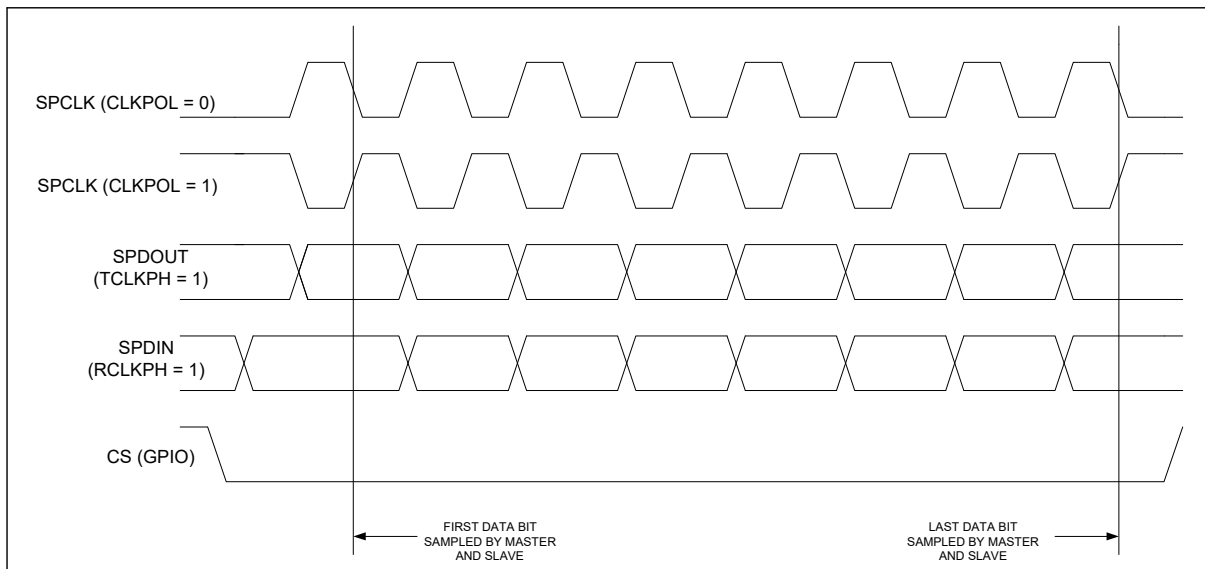 SPCLK (CLKPOL = 0)
SPCLK (CLKPOL = 1)
SPDOUT
(TCLKPH = 1)
SPDIN
(RCLKPH = 1)
CS (GPIO)
FIRST DATA BIT
SAMPLED BY MASTER
AND SLAVE
LAST DATA BIT
SAMPLED BY MASTER
AND SLAVE